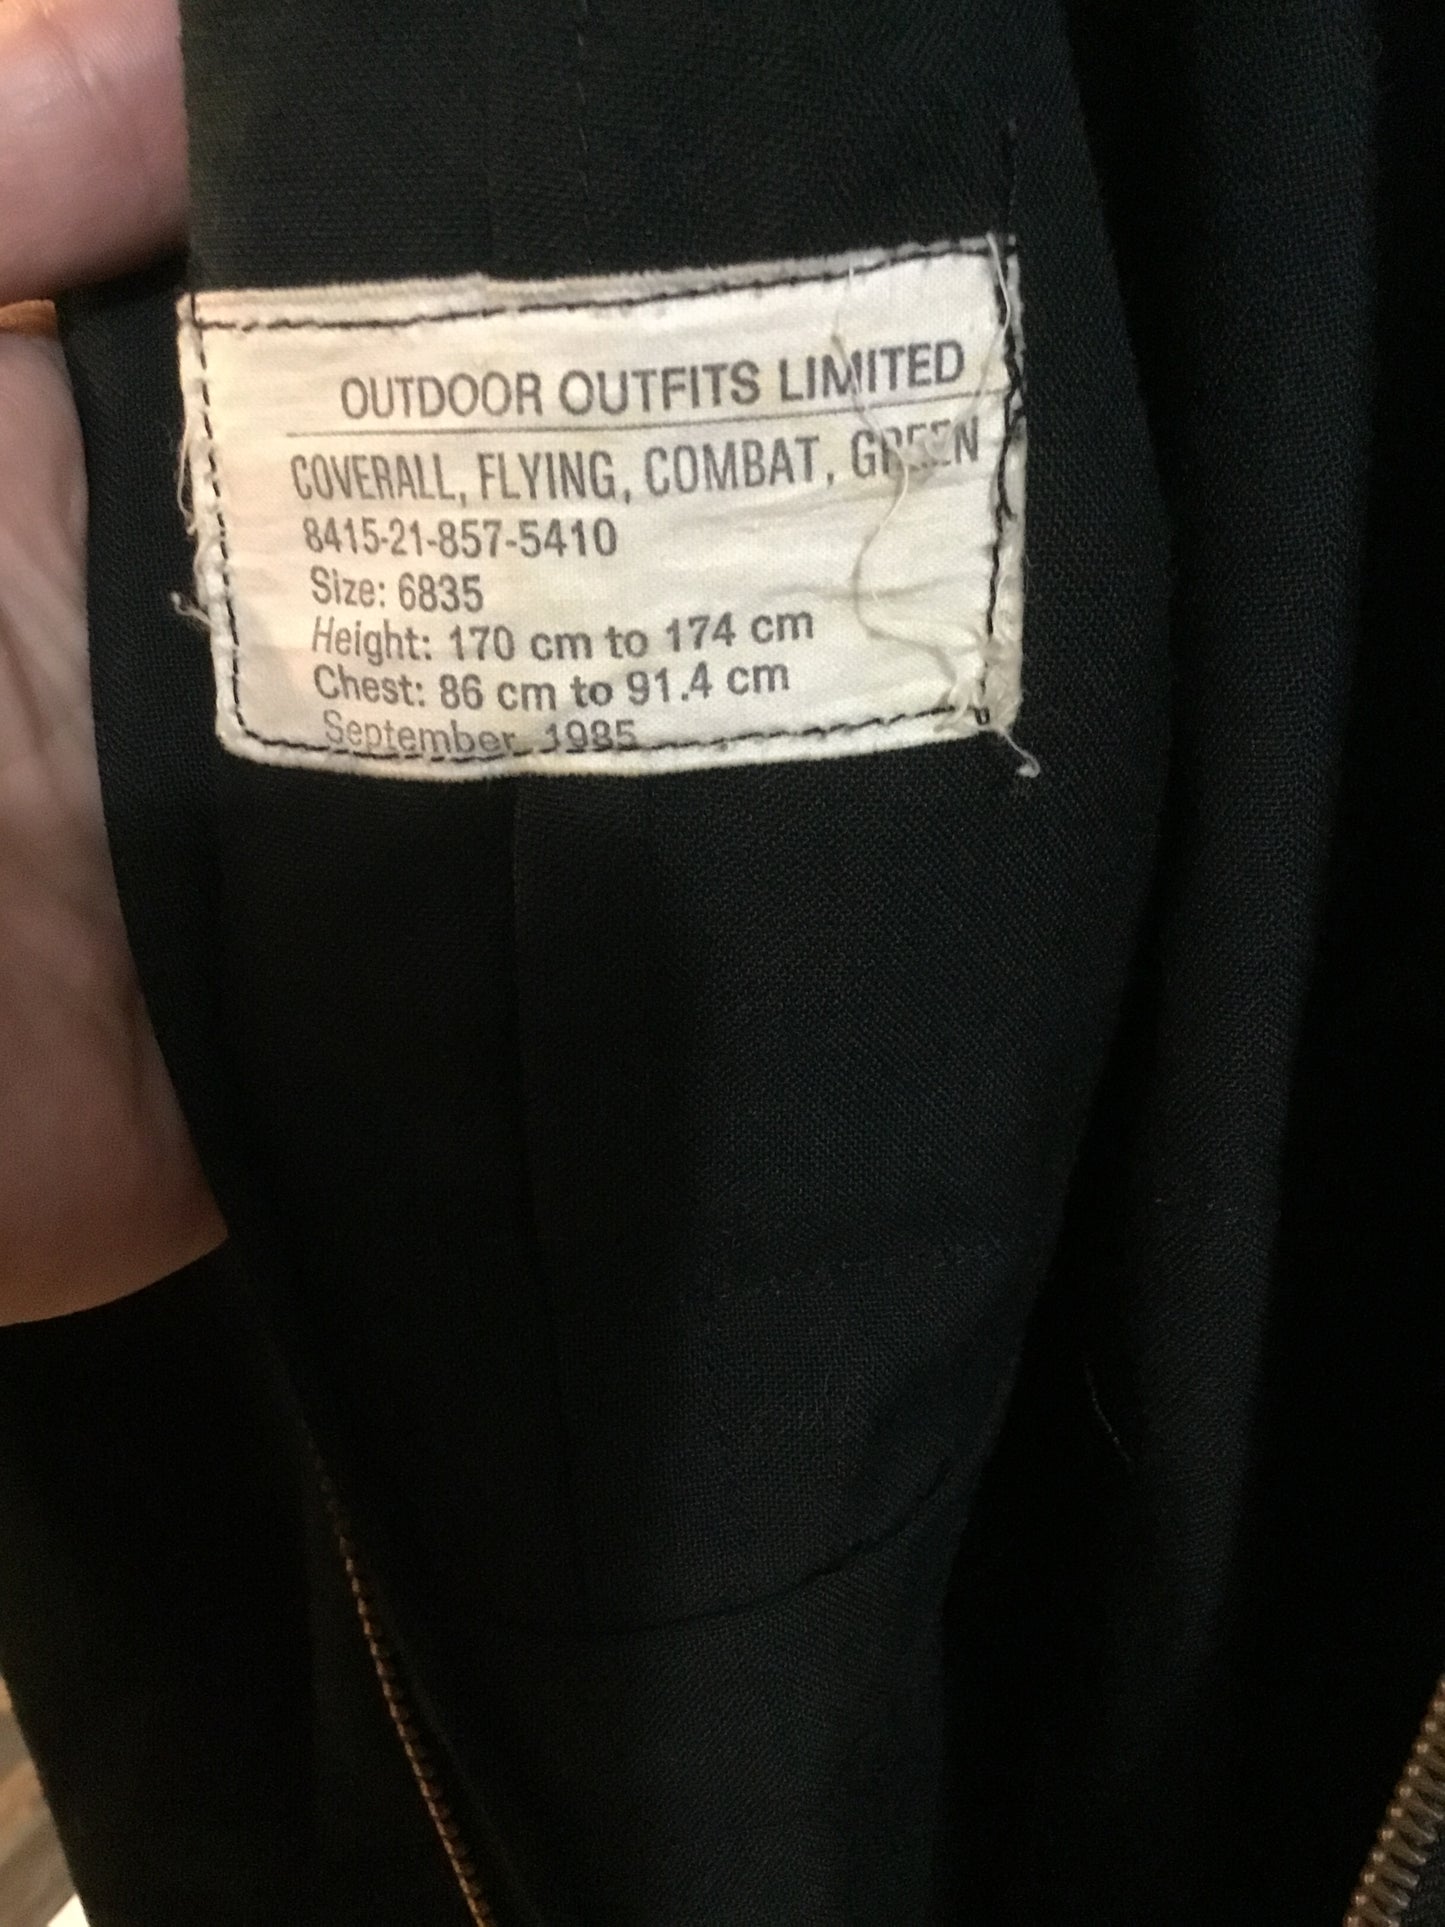 OUTDOOR OUTFITS LIMITED
COVERALL, FLYING, COMBAT, GREEN
8415-21-857-5410
Size: 6835
Height: 170 cm to 174 cm
Chest: 86 cm to 91.4 cm
September 1985